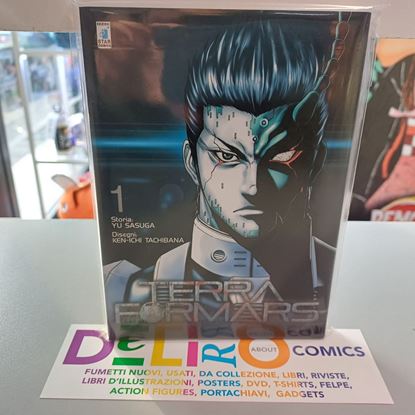 STAR
1
Storia:
YU SASUGA
Disegni:
KEN-ICHI TACHIBANA
TERRA
FORMARS
DELIRO ABOUT COMICS
FUMETTI NUOVI, USATI, DA COLLEZIONE, LIBRI, RIVISTE,
LIBRI D'ILLUSTRAZIONI, POSTERS, DVD, T-SHIRTS, FELPE,
ACTION FIGURES, PORTACHIAVI, GADGETS